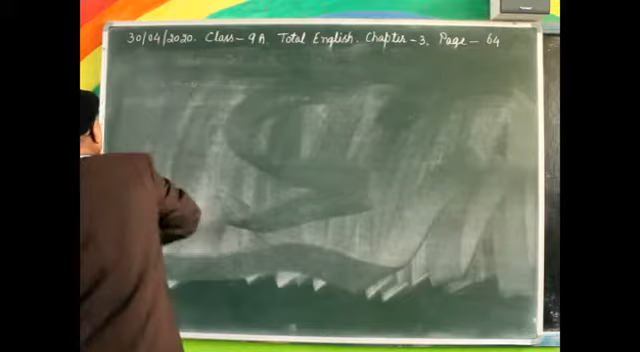 30/04/2020. Class - 9A. Total English. Chapter - 3. Page - 64